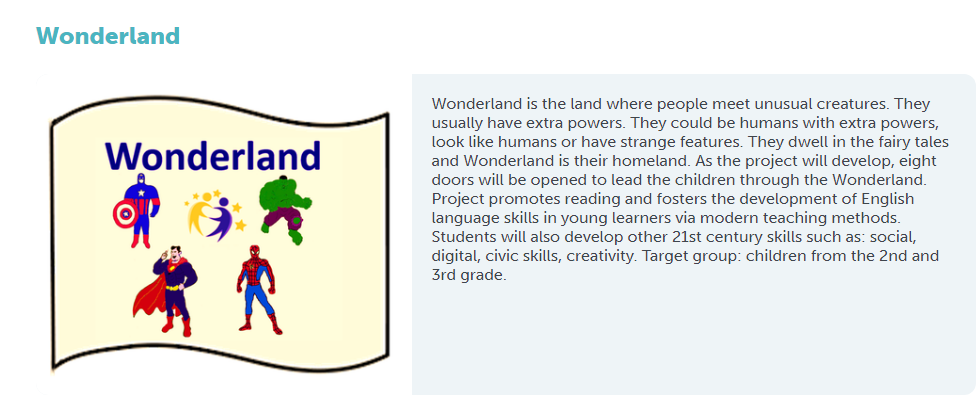 Wonderland
Wonderland
Wonderland is the land where people meet unusual creatures. They
usually have extra powers. They could be humans with extra powers,
look like humans or have strange features. They dwell in the fairy tales
and Wonderland is their homeland. As the project will develop, eight
doors will be opened to lead the children through the Wonderland.
Project promotes reading and fosters the development of English
language skills in young learners via modern teaching methods.
Students will also develop other 21st century skills such as: social,
digital, civic skills, creativity. Target group: children from the 2nd and
3rd grade.